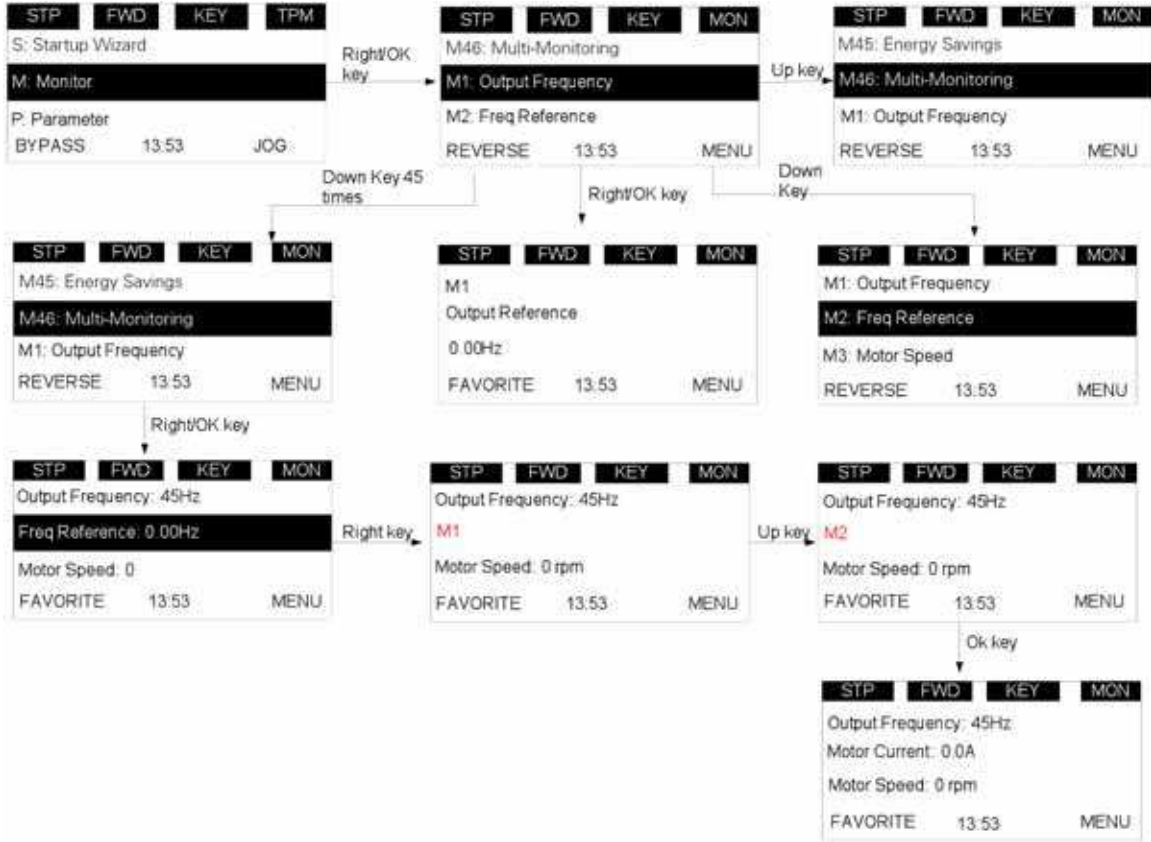 STP FWD KEY TPM
S: Startup Wizard
M: Monitor
P: Parameter
BYPASS 13:53 JOG
Right/OK key
STP FWD KEY MON
M46: Multi-Monitoring
M1: Output Frequency
M2: Freq Reference
REVERSE 13:53 MENU
Up key
STP FWD KEY MON
M45: Energy Savings
M46: Multi-Monitoring
M1: Output Frequency
REVERSE 13:53 MENU
Down Key 45 times
Right/OK key
Down Key
STP FWD KEY MON
M45: Energy Savings
M46: Multi-Monitoring
M1: Output Frequency
REVERSE 13:53 MENU
STP FWD KEY MON
M1
Output Reference
0.00Hz
FAVORITE 13:53 MENU
STP FWD KEY MON
M1: Output Frequency
M2: Freq Reference
M3: Motor Speed
REVERSE 13:53 MENU
Right/OK key
STP FWD KEY MON
Output Frequency: 45Hz
Freq Reference: 0.00Hz
Motor Speed: 0
FAVORITE 13:53 MENU
Right key
STP FWD KEY MON
Output Frequency: 45Hz
M1
Motor Speed: 0 rpm
FAVORITE 13:53 MENU
Up key
STP FWD KEY MON
Output Frequency: 45Hz
M2
Motor Speed: 0 rpm
FAVORITE 13:53 MENU
Ok key
STP FWD KEY MON
Output Frequency: 45Hz
Motor Current: 0.0A
Motor Speed: 0 rpm
FAVORITE 13:53 MENU